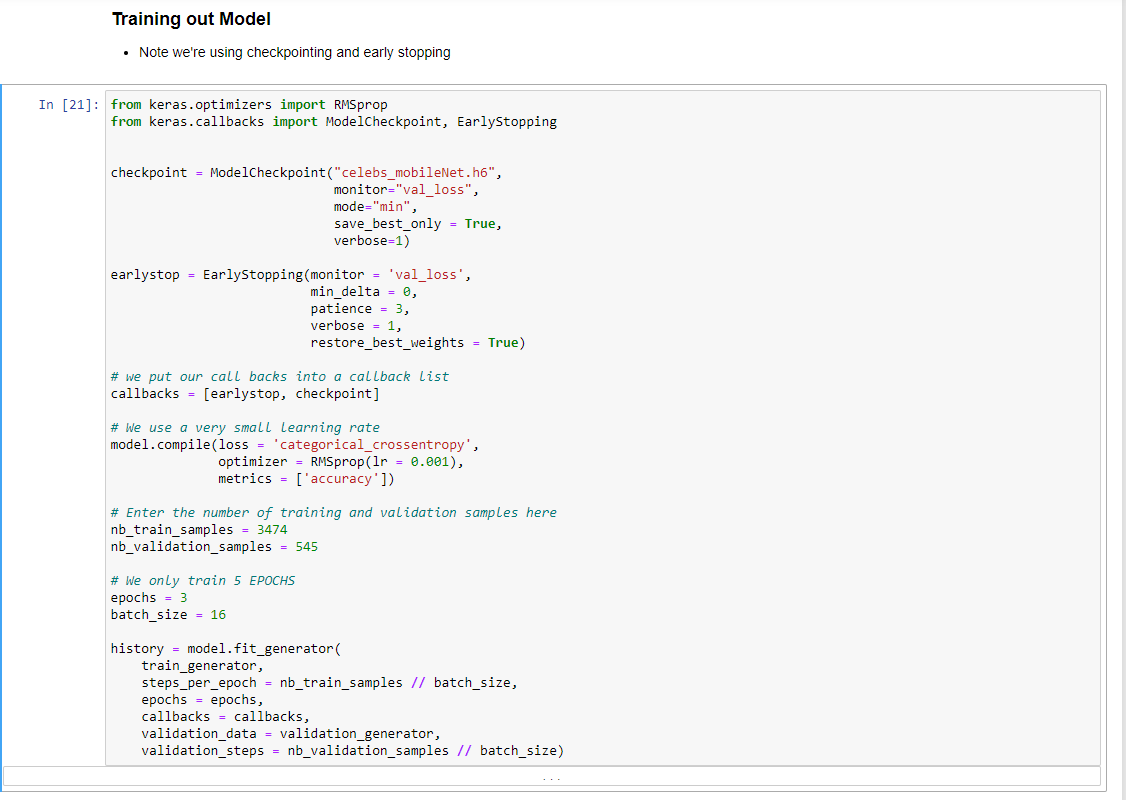 Training out Model
• Note we're using checkpointing and early stopping
In [21]: from keras.optimizers import RMSprop
from keras.callbacks import ModelCheckpoint, EarlyStopping
checkpoint = ModelCheckpoint("celebs_mobileNet.h6",
monitor="val_loss",
mode="min",
save_best_only = True,
verbose=1)
earlystop = EarlyStopping(monitor = 'val_loss',
min_delta = 0,
patience = 3,
verbose = 1,
restore_best_weights = True)
# we put our call backs into a callback list
callbacks = [earlystop, checkpoint]
# We use a very small learning rate
model.compile(loss = 'categorical_crossentropy',
optimizer = RMSprop(lr = 0.001),
metrics = ['accuracy'])
# Enter the number of training and validation samples here
nb_train_samples = 3474
nb_validation_samples = 545
# We only train 5 EPOCHS
epochs = 3
batch_size = 16
history = model.fit_generator(
train_generator,
steps_per_epoch = nb_train_samples // batch_size,
epochs = epochs,
callbacks = callbacks,
validation_data = validation_generator,
validation_steps = nb_validation_samples // batch_size)
...